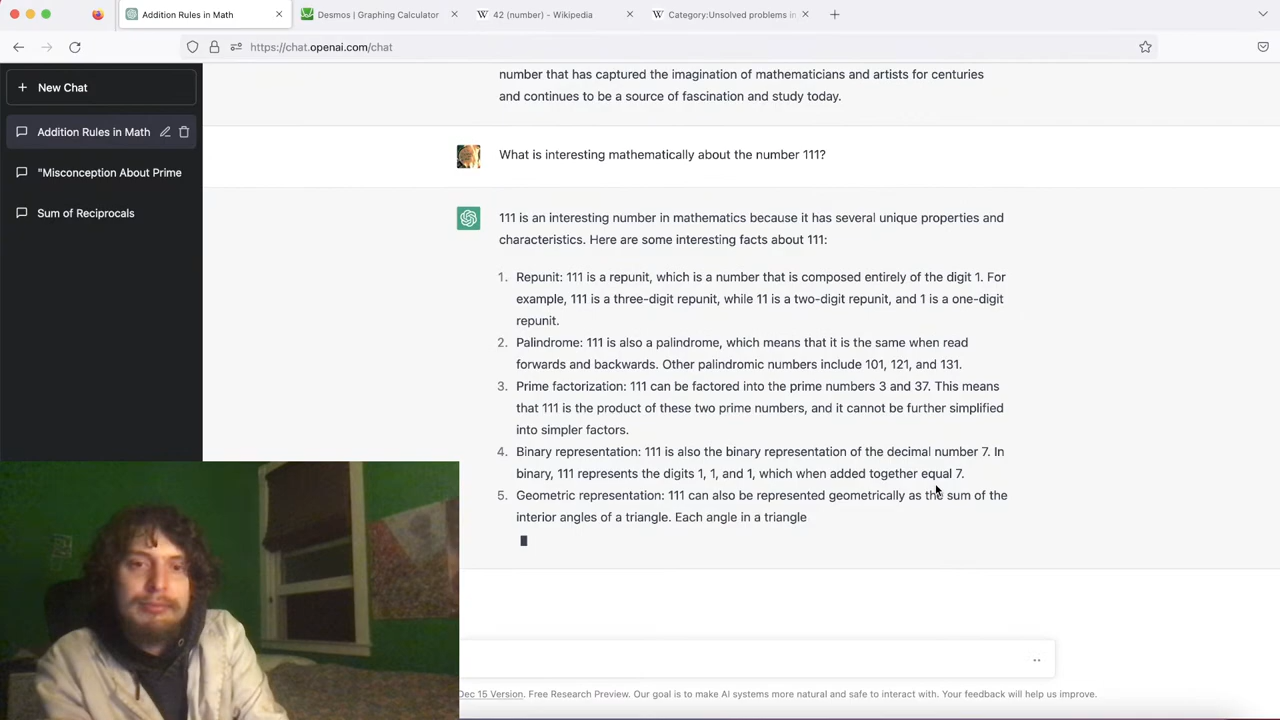 Addition Rules in Math
Desmos | Graphing Calculator
42 (number) - Wikipedia
Category:Unsolved problems in
https://chat.openai.com/chat
New Chat
Addition Rules in Math
"Misconception About Prime
Sum of Reciprocals
number that has captured the imagination of mathematicians and artists for centuries
and continues to be a source of fascination and study today.
What is interesting mathematically about the number 111?
111 is an interesting number in mathematics because it has several unique properties and
characteristics. Here are some interesting facts about 111:
1. Repunit: 111 is a repunit, which is a number that is composed entirely of the digit 1. For
example, 111 is a three-digit repunit, while 11 is a two-digit repunit, and 1 is a one-digit
repunit.
2. Palindrome: 111 is also a palindrome, which means that it is the same when read
forwards and backwards. Other palindromic numbers include 101, 121, and 131.
3. Prime factorization: 111 can be factored into the prime numbers 3 and 37. This means
that 111 is the product of these two prime numbers, and it cannot be further simplified
into simpler factors.
4. Binary representation: 111 is also the binary representation of the decimal number 7. In
binary, 111 represents the digits 1, 1, and 1, which when added together equal 7.
5. Geometric representation: 111 can also be represented geometrically as the sum of the
interior angles of a triangle. Each angle in a triangle
Dec 15 Version. Free Research Preview. Our goal is to make AI systems more natural and safe to interact with. Your feedback will help us improve.